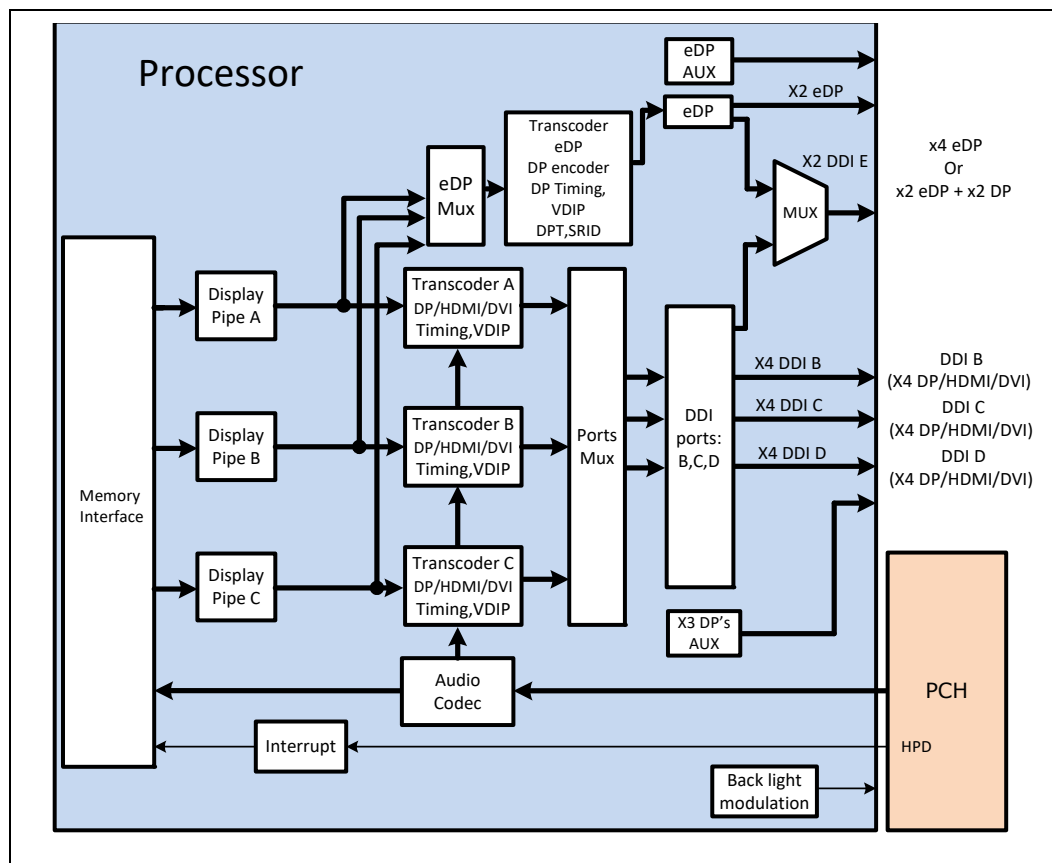 Processor
eDP
AUX
X2 eDP
eDP
Transcoder
eDP
DP encoder
DP Timing,
VDIP
DPT,SRID
eDP
Mux
X2 DDI E
MUX
x4 eDP
Or
x2 eDP + x2 DP
Memory
Interface
Display
Pipe A
Transcoder A
DP/HDMI/DVI
Timing,VDIP
Display
Pipe B
Transcoder B
DP/HDMI/DVI
Timing,VDIP
Display
Pipe C
Transcoder C
DP/HDMI/DVI
Timing,VDIP
Ports
Mux
DDI
ports:
B,C,D
X4 DDI B
X4 DDI C
X4 DDI D
DDI B
(X4 DP/HDMI/DVI)
DDI C
(X4 DP/HDMI/DVI)
DDI D
(X4 DP/HDMI/DVI)
X3 DP’s
AUX
Audio
Codec
PCH
HPD
Interrupt
Back light
modulation